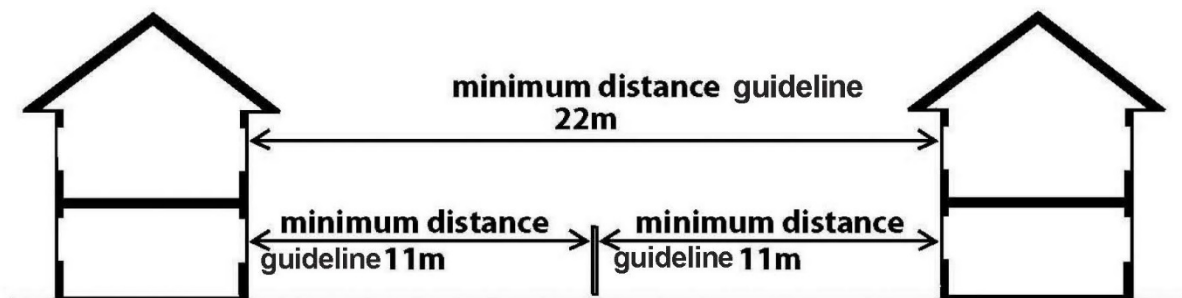 minimum distance guideline
22m
minimum distance
guideline 11m
minimum distance
guideline 11m